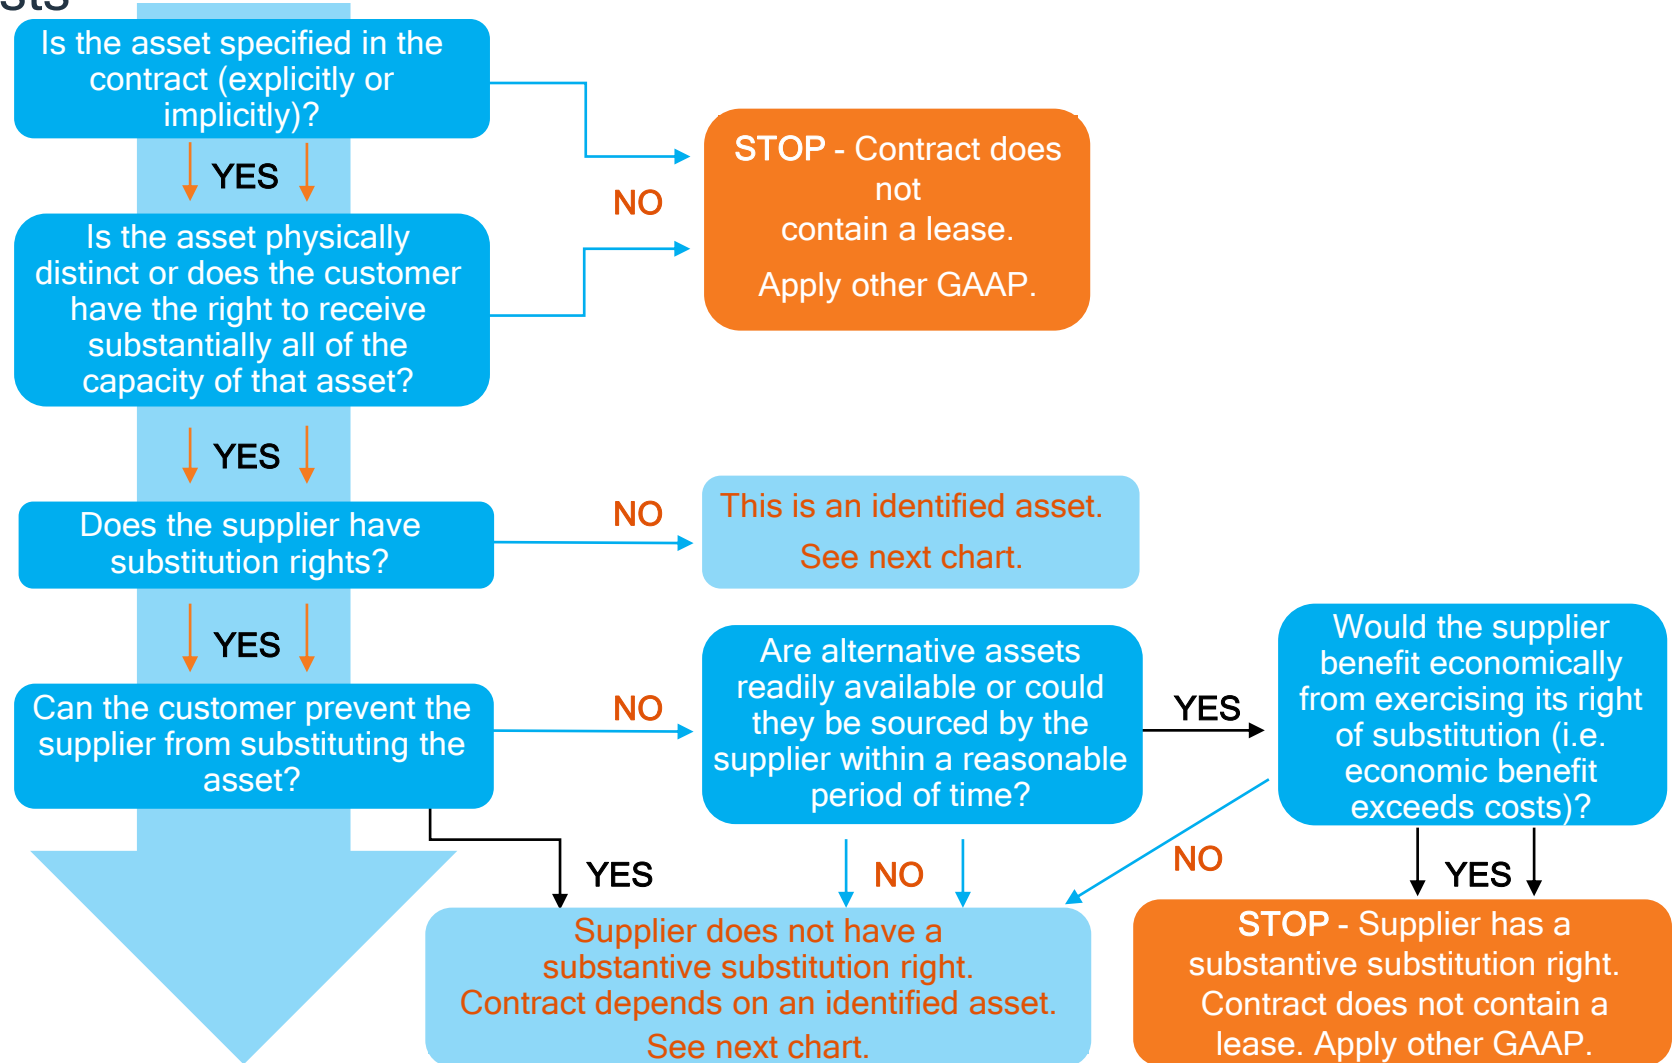 Is the asset specified in the
contract (explicitly or
implicitly)?
YES
NO
STOP - Contract does
not
contain a lease.
Apply other GAAP.
Is the asset physically
distinct or does the customer
have the right to receive
substantially all of the
capacity of that asset?
YES
Does the supplier have
substitution rights?
NO
This is an identified asset.
See next chart.
YES
Can the customer prevent the
supplier from substituting the
asset?
NO
Are alternative assets
readily available or could
they be sourced by the
supplier within a reasonable
period of time?
YES
Would the supplier
benefit economically
from exercising its right
of substitution (i.e.
economic benefit
exceeds costs)?
YES
NO
NO
YES
Supplier does not have a
substantive substitution right.
Contract depends on an identified asset.
See next chart.
STOP - Supplier has a
substantive substitution right.
Contract does not contain a
lease. Apply other GAAP.